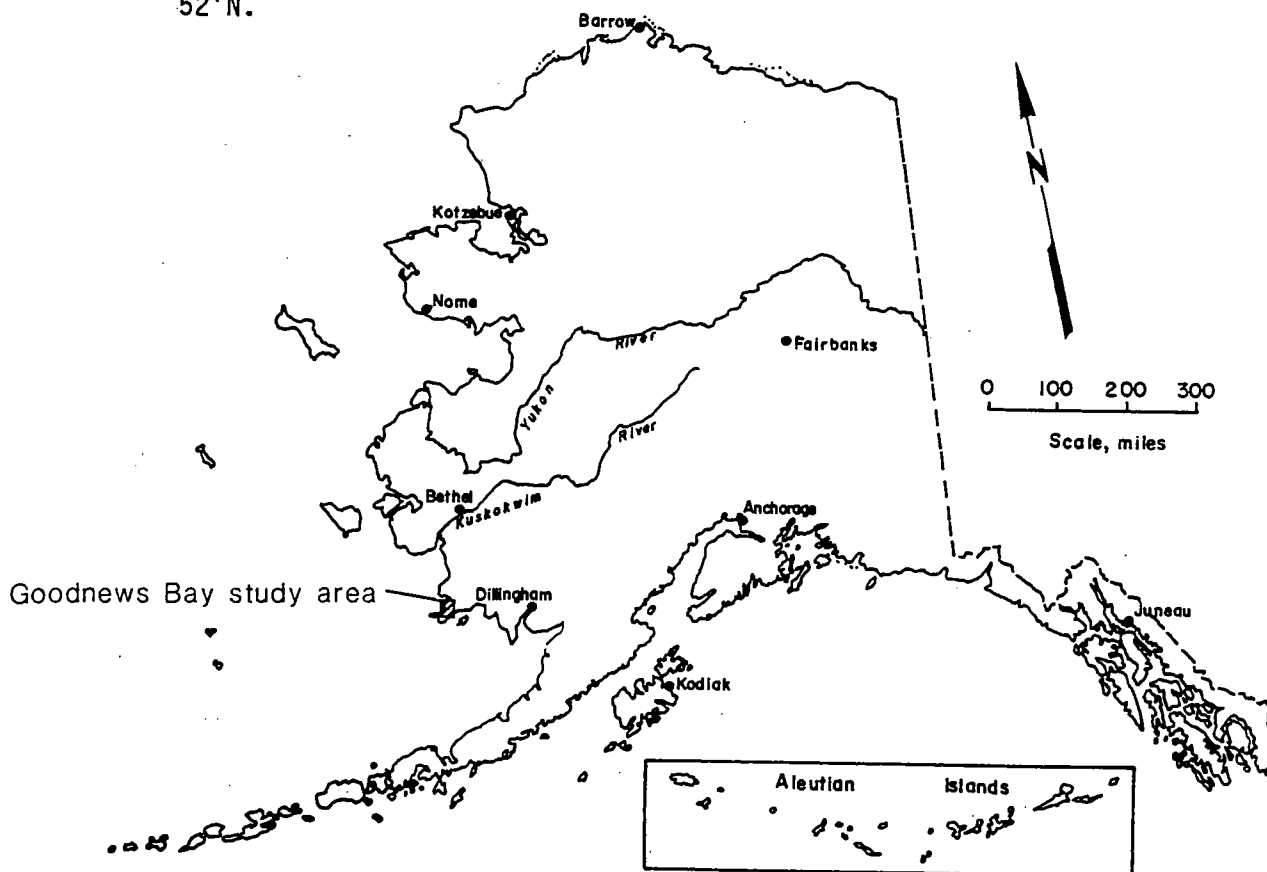 52°N.
Barrow
Kotzebue
Nome
River
Fairbanks
Yukon
River
N
0 100 200 300
Scale, miles
Bethel
Kuskokwim
Anchorage
Goodnews Bay study area
Dillingham
Juneau
Kodiak
Aleutian Islands